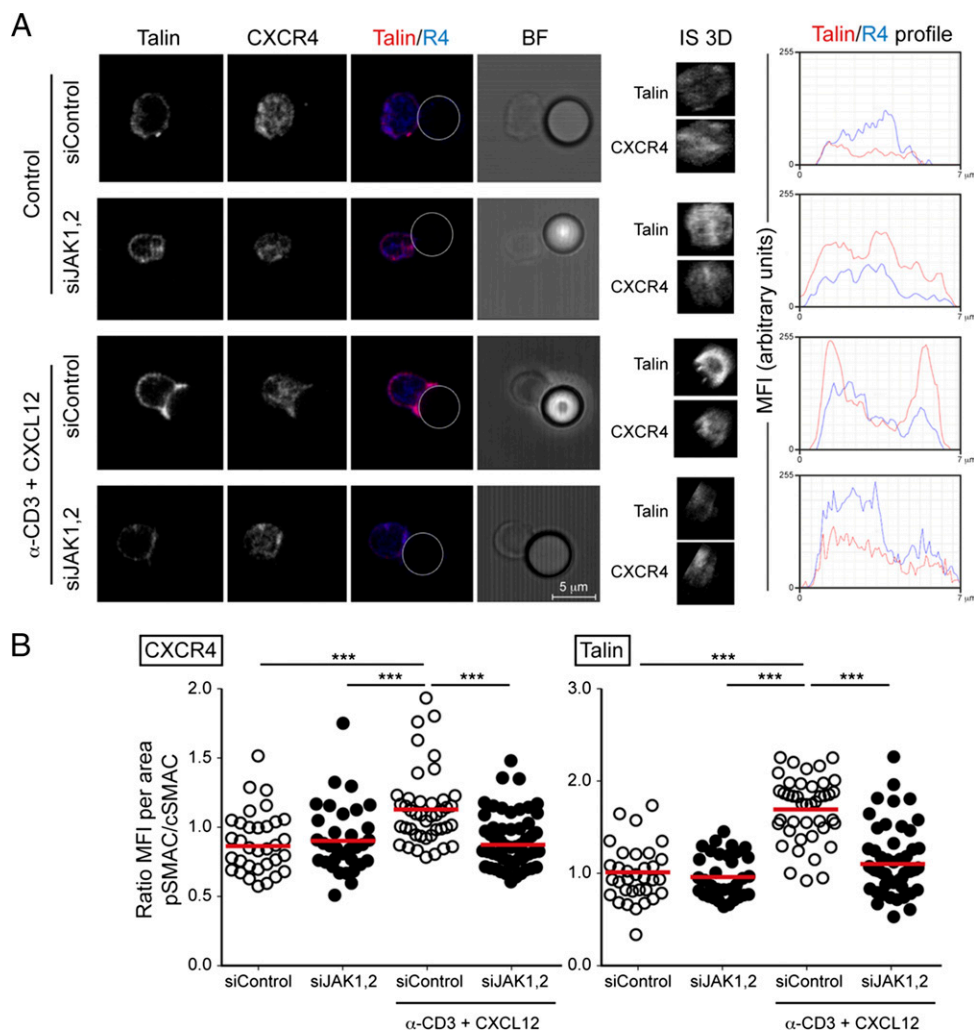 A
Talin CXCR4 Talin/R4 BF IS 3D Talin/R4 profile
Control
siControl
Talin
CXCR4
255
0
0 7 μm
siJAK1,2
Talin
CXCR4
255
0
0 7 μm
α-CD3 + CXCL12
siControl
Talin
CXCR4
255
0
0 7 μm
siJAK1,2
5 μm
Talin
CXCR4
255
0
0 7 μm
MFI (arbitrary units)
B
CXCR4
Ratio MFI per area
pSMAC/cSMAC
2.0
1.5
1.0
0.5
0.0
*** *** ***
siControl siJAK1,2 siControl siJAK1,2
α-CD3 + CXCL12
Talin
3.0
2.0
1.0
0.0
*** *** ***
siControl siJAK1,2 siControl siJAK1,2
α-CD3 + CXCL12